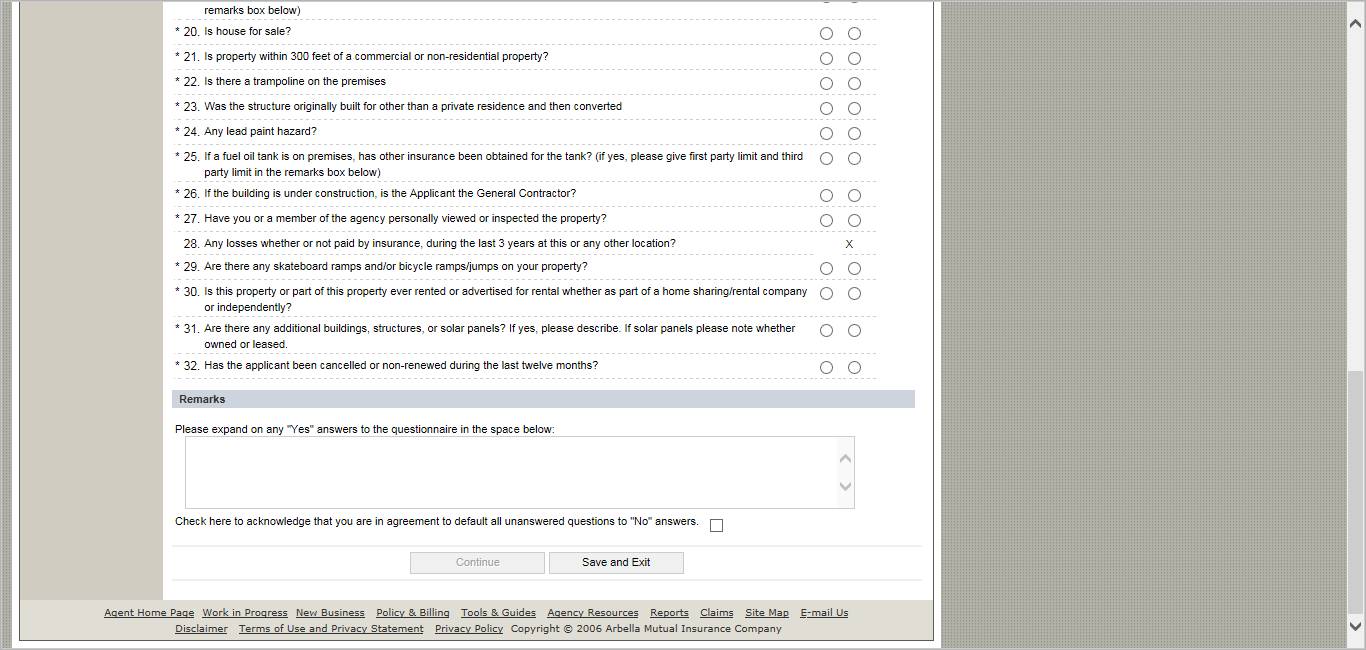 remarks box below)
* 20. Is house for sale?
* 21. Is property within 300 feet of a commercial or non-residential property?
* 22. Is there a trampoline on the premises
* 23. Was the structure originally built for other than a private residence and then converted
* 24. Any lead paint hazard?
* 25. If a fuel oil tank is on premises, has other insurance been obtained for the tank? (if yes, please give first party limit and third
party limit in the remarks box below)
* 26. If the building is under construction, is the Applicant the General Contractor?
* 27. Have you or a member of the agency personally viewed or inspected the property?
28. Any losses whether or not paid by insurance, during the last 3 years at this or any other location? X
* 29. Are there any skateboard ramps and/or bicycle ramps/jumps on your property?
* 30. Is this property or part of this property ever rented or advertised for rental whether as part of a home sharing/rental company
or independently?
* 31. Are there any additional buildings, structures, or solar panels? If yes, please describe. If solar panels please note whether
owned or leased.
* 32. Has the applicant been cancelled or non-renewed during the last twelve months?
Remarks
Please expand on any "Yes" answers to the questionnaire in the space below:
Check here to acknowledge that you are in agreement to default all unanswered questions to "No" answers.
Continue Save and Exit
Agent Home Page Work in Progress New Business Policy & Billing Tools & Guides Agency Resources Reports Claims Site Map E-mail Us
Disclaimer Terms of Use and Privacy Statement Privacy Policy Copyright © 2006 Arbella Mutual Insurance Company